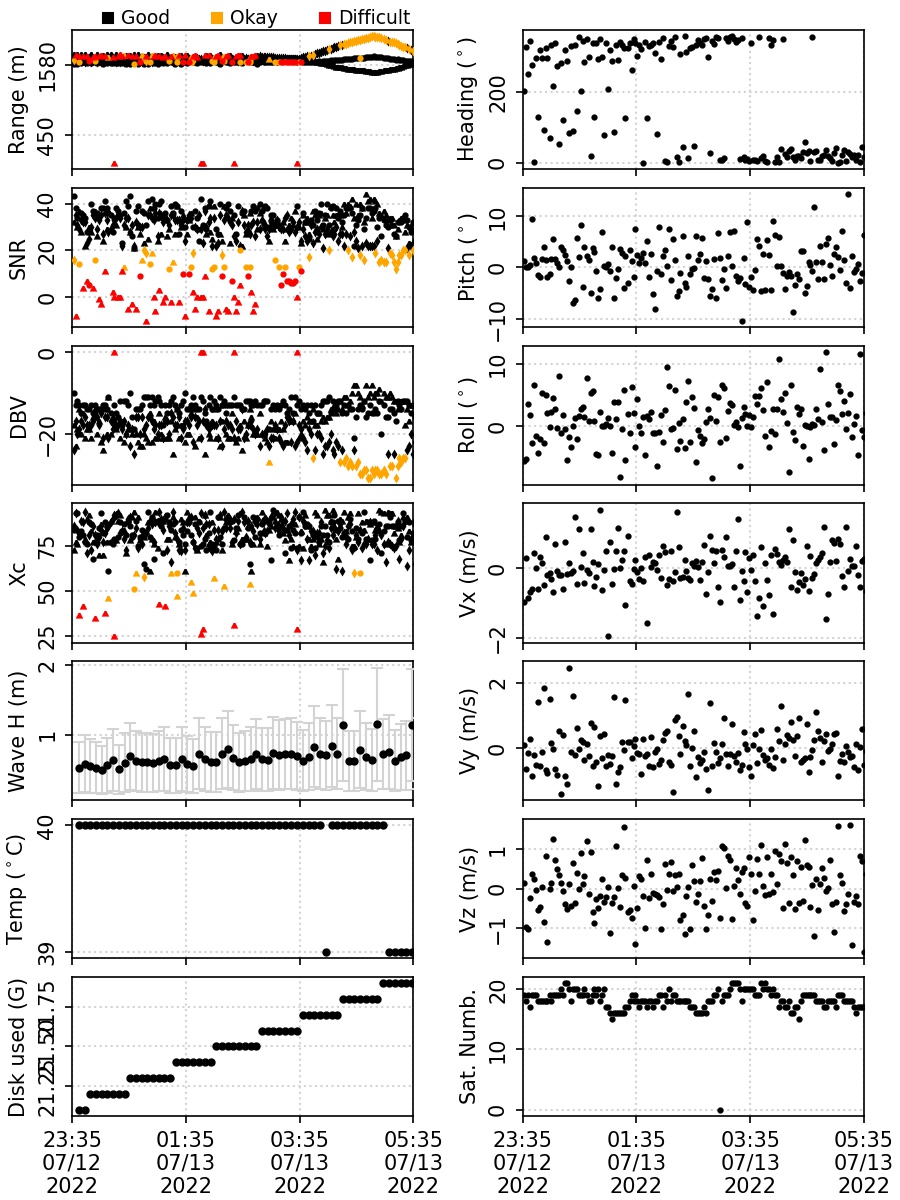 Good Okay Difficult
Range (m)
1580
450
Heading (°)
200
0
SNR
40
20
0
Pitch (°)
10
0
−10
DBV
0
−20
Roll (°)
10
0
Xc
75
50
25
Vx (m/s)
0
−2
Wave H (m)
2
1
Vy (m/s)
2
0
Temp (°C)
40
39
Vz (m/s)
1
0
−1
Disk used (G)
21.75
21.50
21.25
Sat. Numb.
20
10
0
23:35 01:35 03:35 05:35
07/12 07/13 07/13 07/13
2022 2022 2022 2022
23:35 01:35 03:35 05:35
07/12 07/13 07/13 07/13
2022 2022 2022 2022